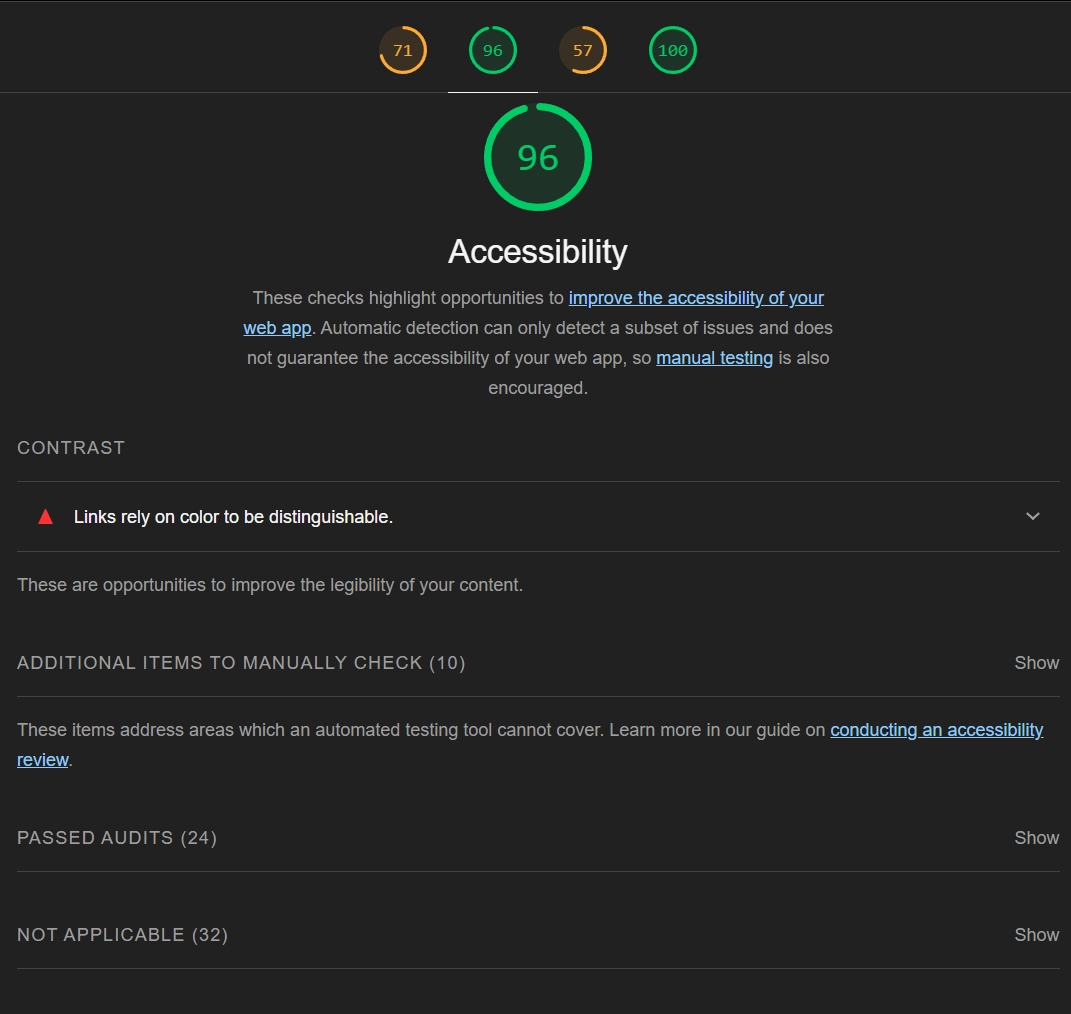 71 96 57 100
96
Accessibility
These checks highlight opportunities to improve the accessibility of your
web app. Automatic detection can only detect a subset of issues and does
not guarantee the accessibility of your web app, so manual testing is also
encouraged.
CONTRAST
Links rely on color to be distinguishable.
These are opportunities to improve the legibility of your content.
ADDITIONAL ITEMS TO MANUALLY CHECK (10) Show
These items address areas which an automated testing tool cannot cover. Learn more in our guide on conducting an accessibility
review.
PASSED AUDITS (24) Show
NOT APPLICABLE (32) Show